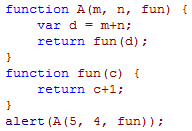 function A(m, n, fun) {
    var d = m+n;
    return fun(d);
}
function fun(c) {
    return c+1;
}
alert(A(5, 4, fun));